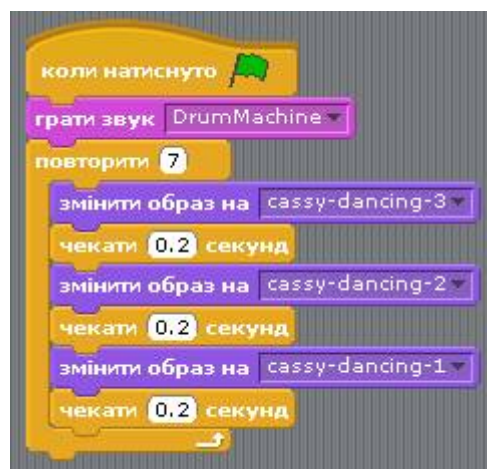 коли натиснуто
грати звук DrumMachine
повторити 7
змінити образ на cassy-dancing-3
чекати 0.2 секунд
змінити образ на cassy-dancing-2
чекати 0.2 секунд
змінити образ на cassy-dancing-1
чекати 0.2 секунд